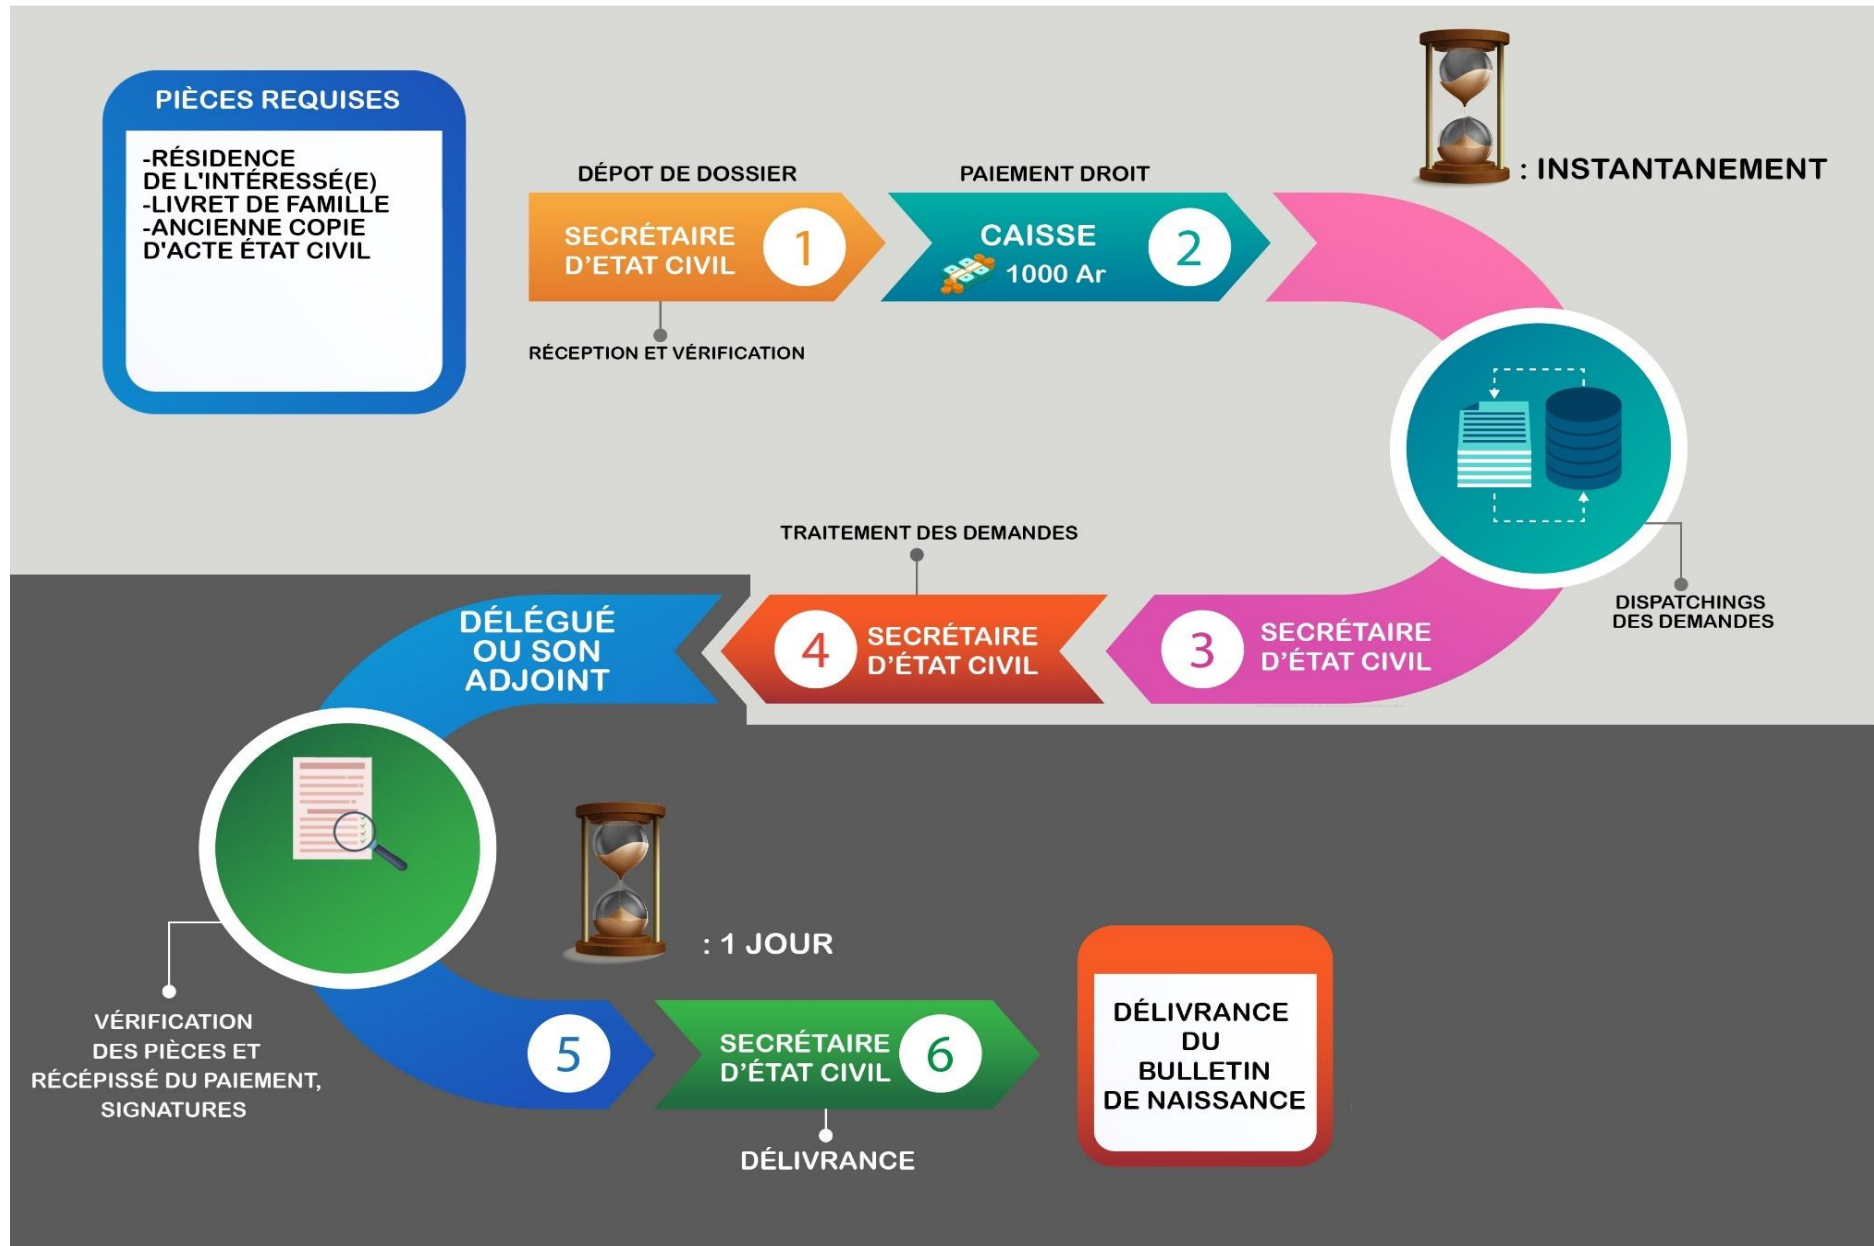 PIÈCES REQUISES
-RÉSIDENCE
DE L'INTÉRESSÉ(E)
-LIVRET DE FAMILLE
-ANCIENNE COPIE
D'ACTE ÉTAT CIVIL
: INSTANTANEMENT
DÉPOT DE DOSSIER
SECRÉTAIRE
D'ETAT CIVIL
1
RÉCEPTION ET VÉRIFICATION
PAIEMENT DROIT
CAISSE
1000 Ar
2
DISPATCHINGS
DES DEMANDES
3
SECRÉTAIRE
D'ÉTAT CIVIL
TRAITEMENT DES DEMANDES
4
SECRÉTAIRE
D'ÉTAT CIVIL
DÉLÉGUÉ
OU SON
ADJOINT
: 1 JOUR
VÉRIFICATION
DES PIÈCES ET
RÉCÉPISSÉ DU PAIEMENT,
SIGNATURES
5
SECRÉTAIRE
D'ÉTAT CIVIL
6
DÉLIVRANCE
DÉLIVRANCE
DU
BULLETIN
DE NAISSANCE